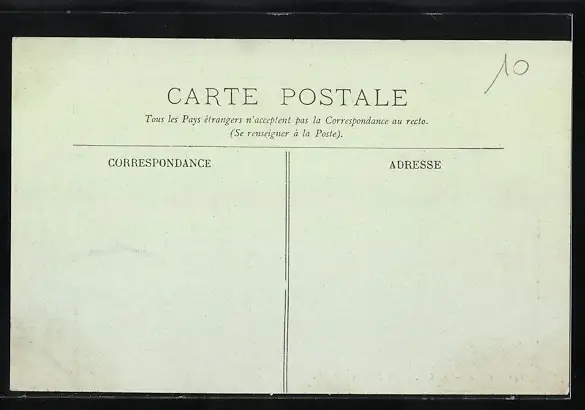 10
CARTE POSTALE
Tous les Pays étrangers n'acceptent pas la Correspondance au recto.
(Se renseigner à la Poste).
CORRESPONDANCE
ADRESSE